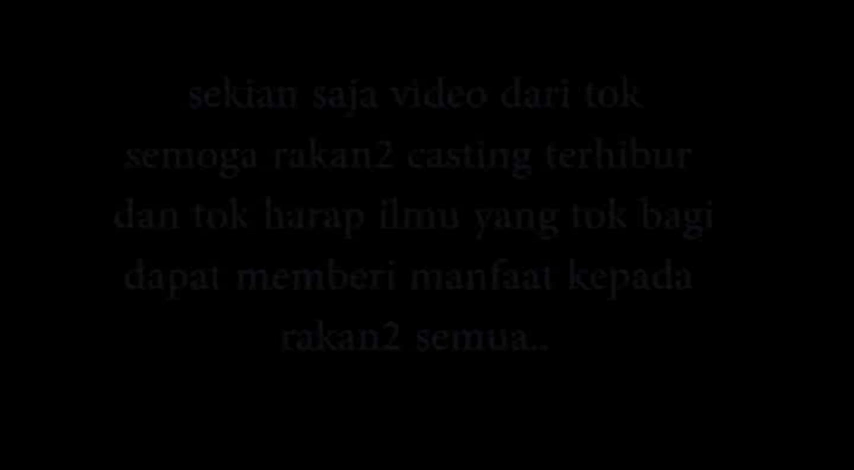 sekian saja video dari tok
semoga rakan2 casting terhibur
dan tok harap ilmu yang tok bagi
dapat memberi manfaat kepada
rakan2 semua..